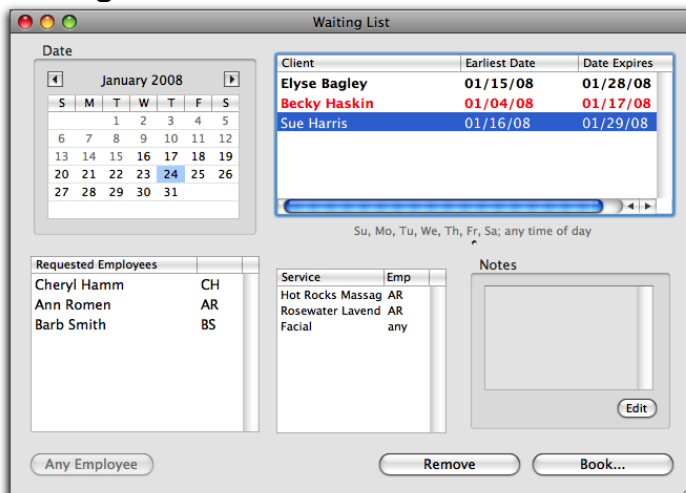 Waiting List
Date
January 2008
S M T W T F S
1 2 3 4 5
6 7 8 9 10 11 12
13 14 15 16 17 18 19
20 21 22 23 24 25 26
27 28 29 30 31
Client Earliest Date Date Expires
Elyse Bagley 01/15/08 01/28/08
Becky Haskin 01/04/08 01/17/08
Sue Harris 01/16/08 01/29/08
Su, Mo, Tu, We, Th, Fr, Sa; any time of day
Requested Employees
Cheryl Hamm CH
Ann Romen AR
Barb Smith BS
Service Emp
Hot Rocks Massag AR
Rosewater Lavend AR
Facial any
Notes
Edit
Any Employee
Remove
Book...